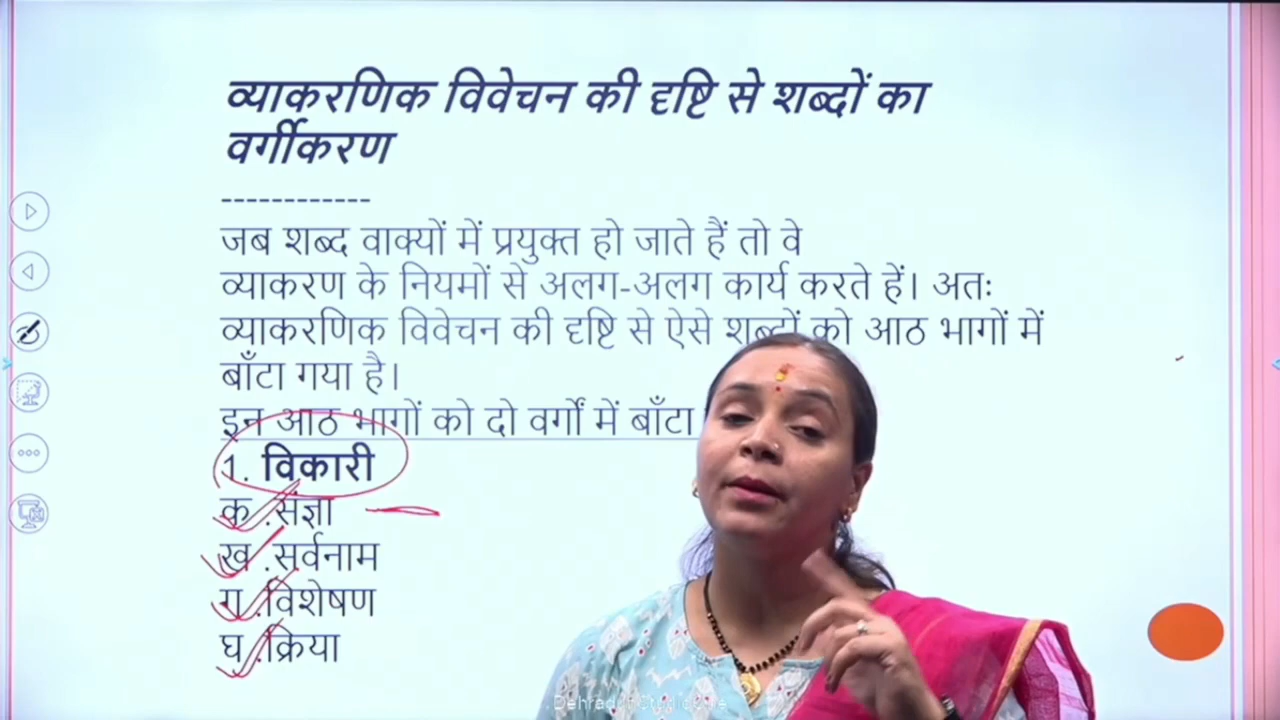 व्याकरणिक विवेचन की दृष्टि से शब्दों का
वर्गीकरण
------------
जब शब्द वाक्यों में प्रयुक्त हो जाते हैं तो वे
व्याकरण के नियमों से अलग-अलग कार्य करते हें। अतः
व्याकरणिक विवेचन की दृष्टि से ऐसे शब्दों को आठ भागों में
बाँटा गया है।
इन आठ भागों को दो वर्गों में बाँटा
1. विकारी
क .संज्ञा
ख .सर्वनाम
ग .विशेषण
घ .क्रिया